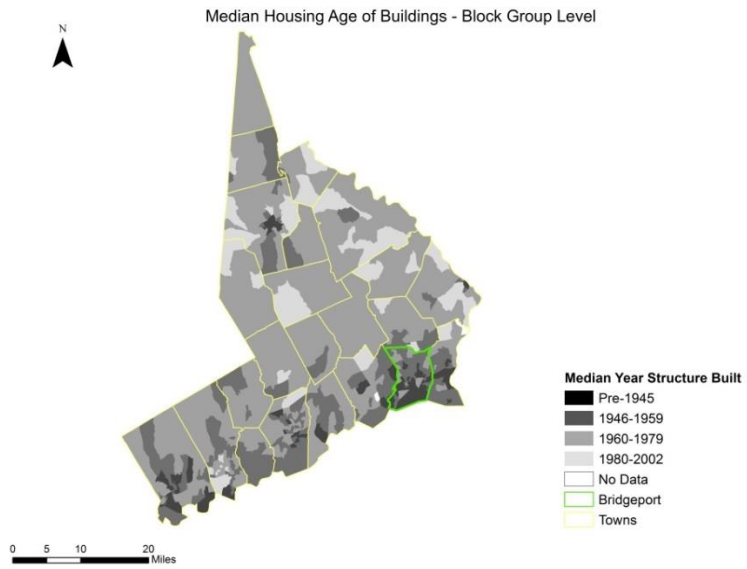 Median Housing Age of Buildings - Block Group Level
N
Median Year Structure Built
Pre-1945
1946-1959
1960-1979
1980-2002
No Data
Bridgeport
Towns
0 5 10 20
Miles